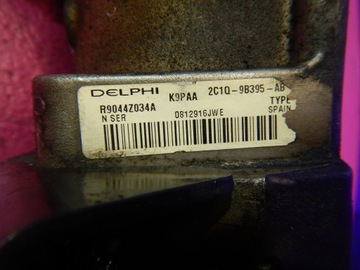 DELPHI K9PAA 2C1Q-9B395-AB
R9044Z034A TYPE
N SER 0812916JWE SPAIN